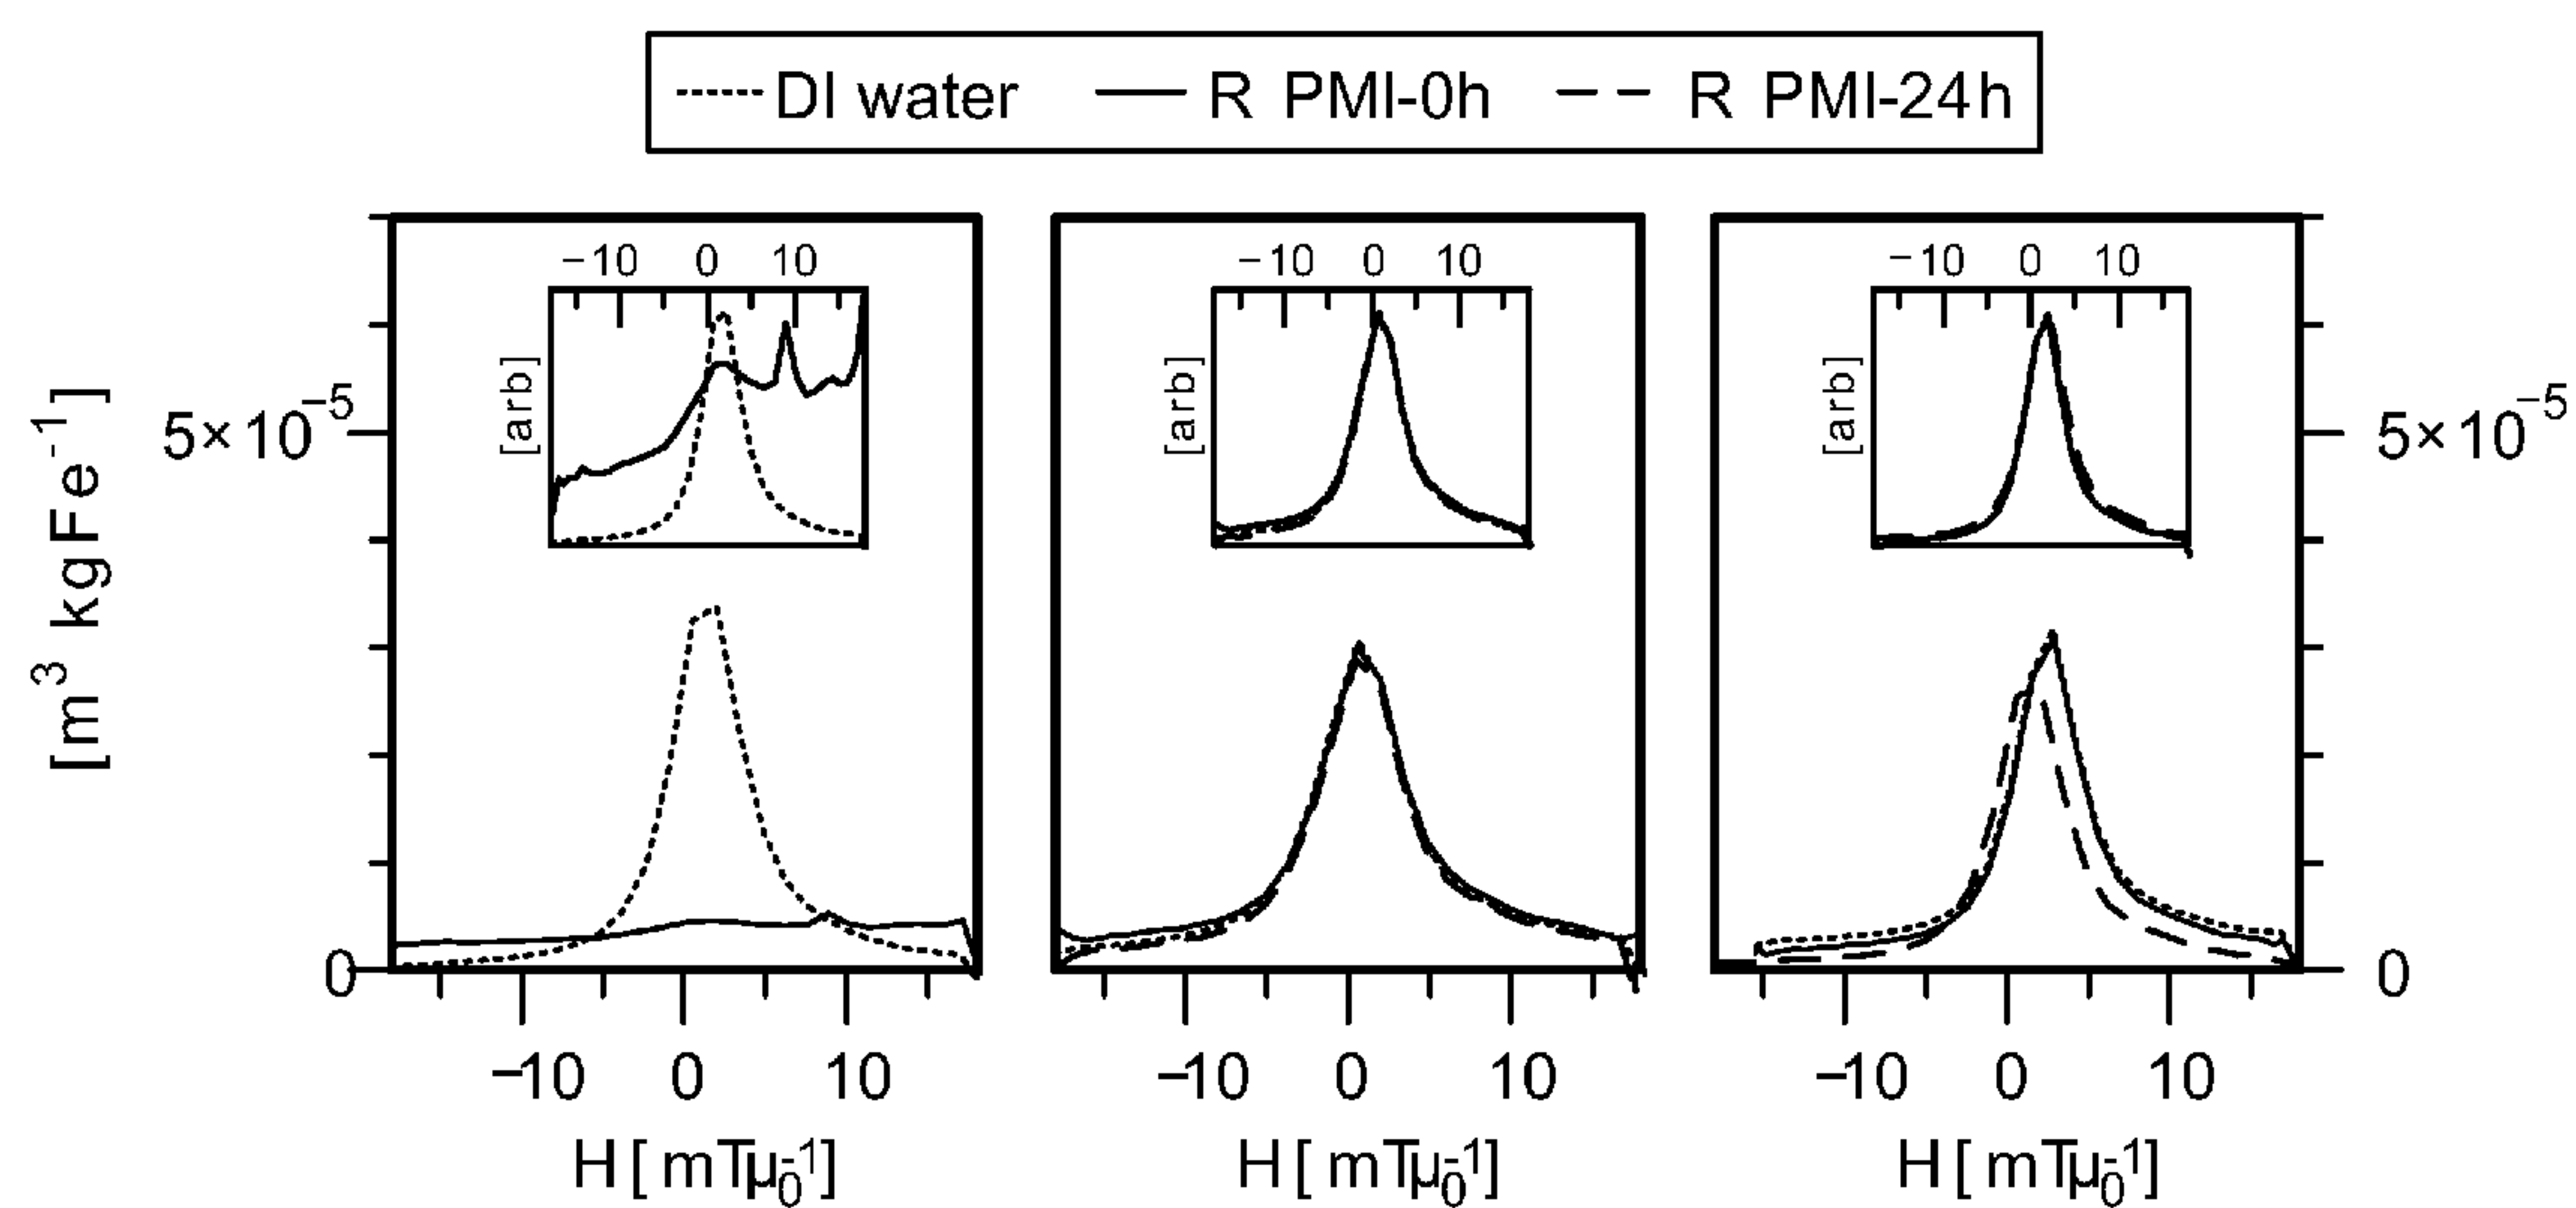 DI water R PMI-0h R PMI-24h
−10 0 10 −10 0 10 −10 0 10
[arb] [arb] [arb]
[m³ kgFe⁻¹]
5×10⁻⁵ 5×10⁻⁵
0 0
−10 0 10 −10 0 10 −10 0 10
H[mTμ₀⁻¹] H[mTμ₀⁻¹] H[mTμ₀⁻¹]